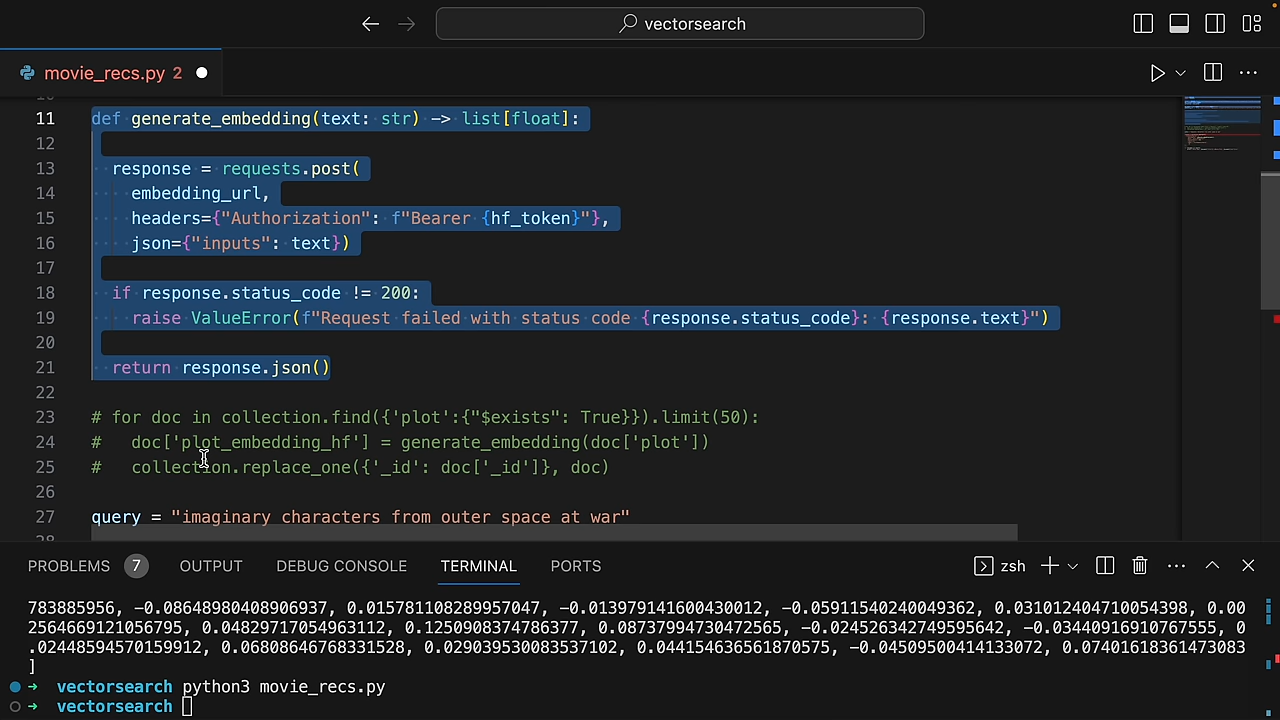 vectorsearch
movie_recs.py 2
11 def generate_embedding(text: str) -> list[float]:
12
13 response = requests.post(
14 embedding_url,
15 headers={"Authorization": f"Bearer {hf_token}"},
16 json={"inputs": text})
17
18 if response.status_code != 200:
19 raise ValueError(f"Request failed with status code {response.status_code}: {response.text}")
20
21 return response.json()
22
23 # for doc in collection.find({'plot':{"$exists": True}}).limit(50):
24 # doc['plot_embedding_hf'] = generate_embedding(doc['plot'])
25 # collection.replace_one({'_id': doc['_id']}, doc)
26
27 query = "imaginary characters from outer space at war"
PROBLEMS 7 OUTPUT DEBUG CONSOLE TERMINAL PORTS zsh
783885956, -0.08648980408906937, 0.015781108289957047, -0.013979141600430012, -0.05911540240049362, 0.031012404710054398, 0.00
2564669121056795, 0.04829717054963112, 0.1250908374786377, 0.08737994730472565, -0.024526342749595642, -0.03440916910767555, 0
.02448594570159912, 0.06808646768331528, 0.029039530083537102, 0.044154636561870575, -0.04509500414133072, 0.07401618361473083
]
vectorsearch python3 movie_recs.py
vectorsearch